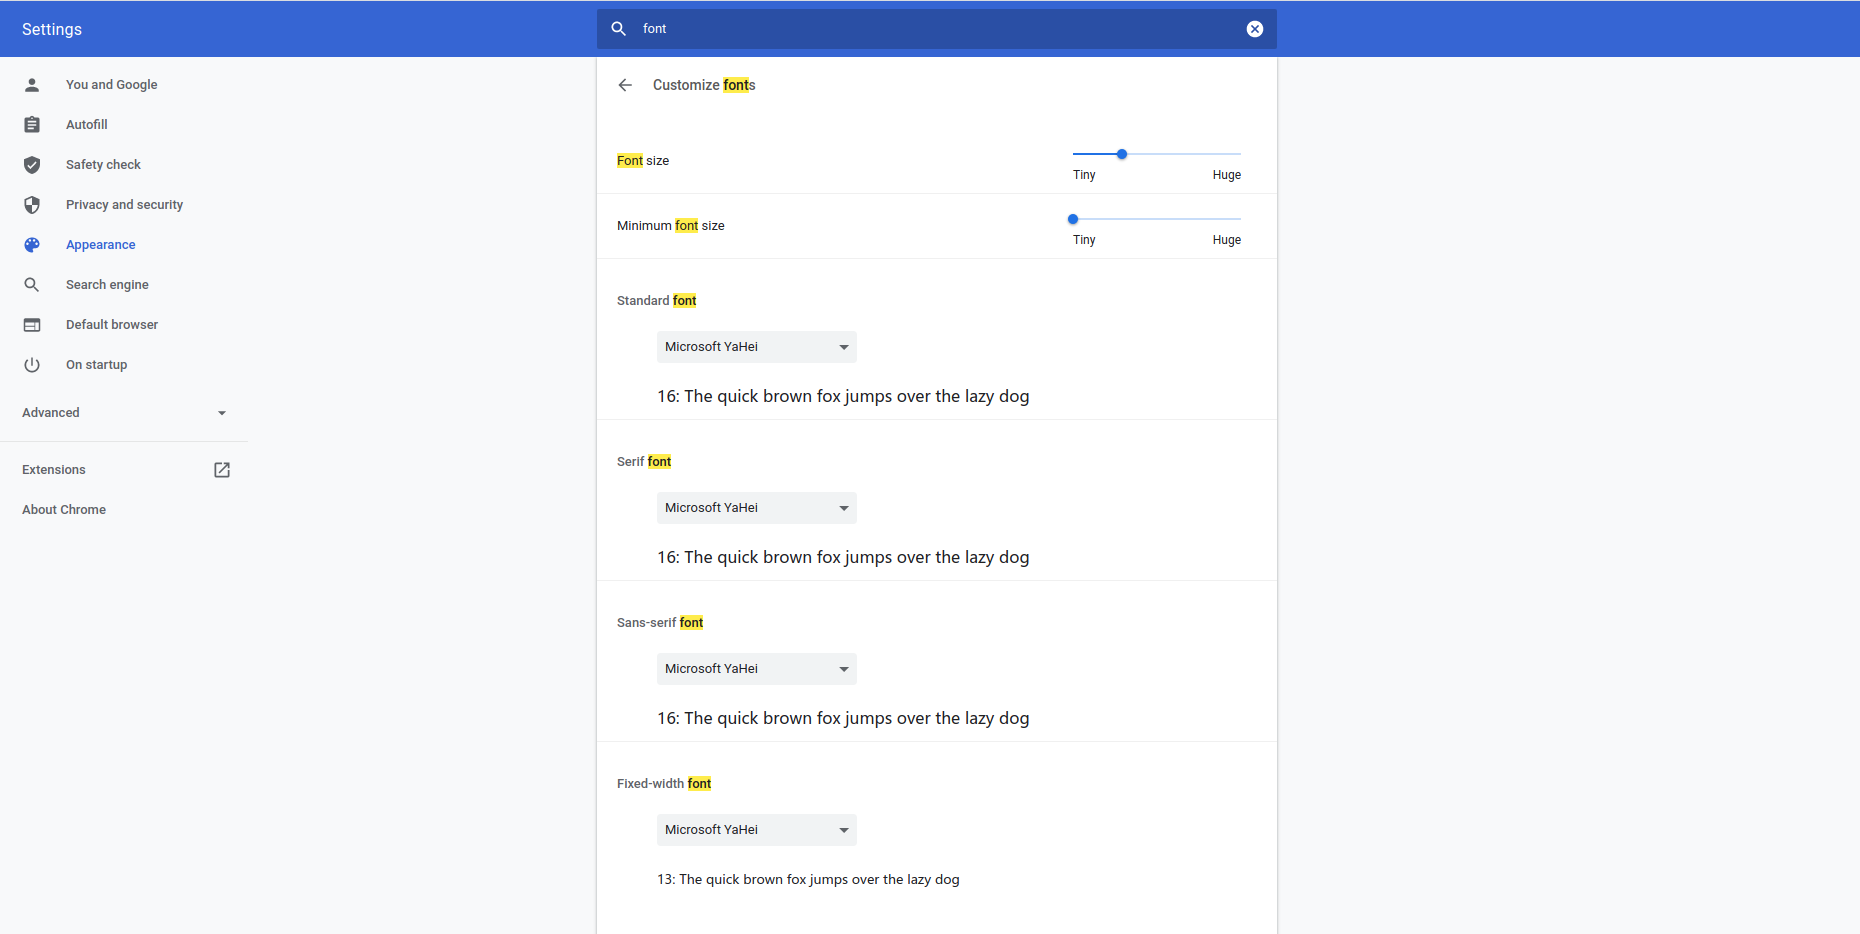 Settings
font
You and Google
Autofill
Safety check
Privacy and security
Appearance
Search engine
Default browser
On startup
Advanced
Extensions
About Chrome
Customize fonts
Font size
Tiny Huge
Minimum font size
Tiny Huge
Standard font
Microsoft YaHei
16: The quick brown fox jumps over the lazy dog
Serif font
Microsoft YaHei
16: The quick brown fox jumps over the lazy dog
Sans-serif font
Microsoft YaHei
16: The quick brown fox jumps over the lazy dog
Fixed-width font
Microsoft YaHei
13: The quick brown fox jumps over the lazy dog